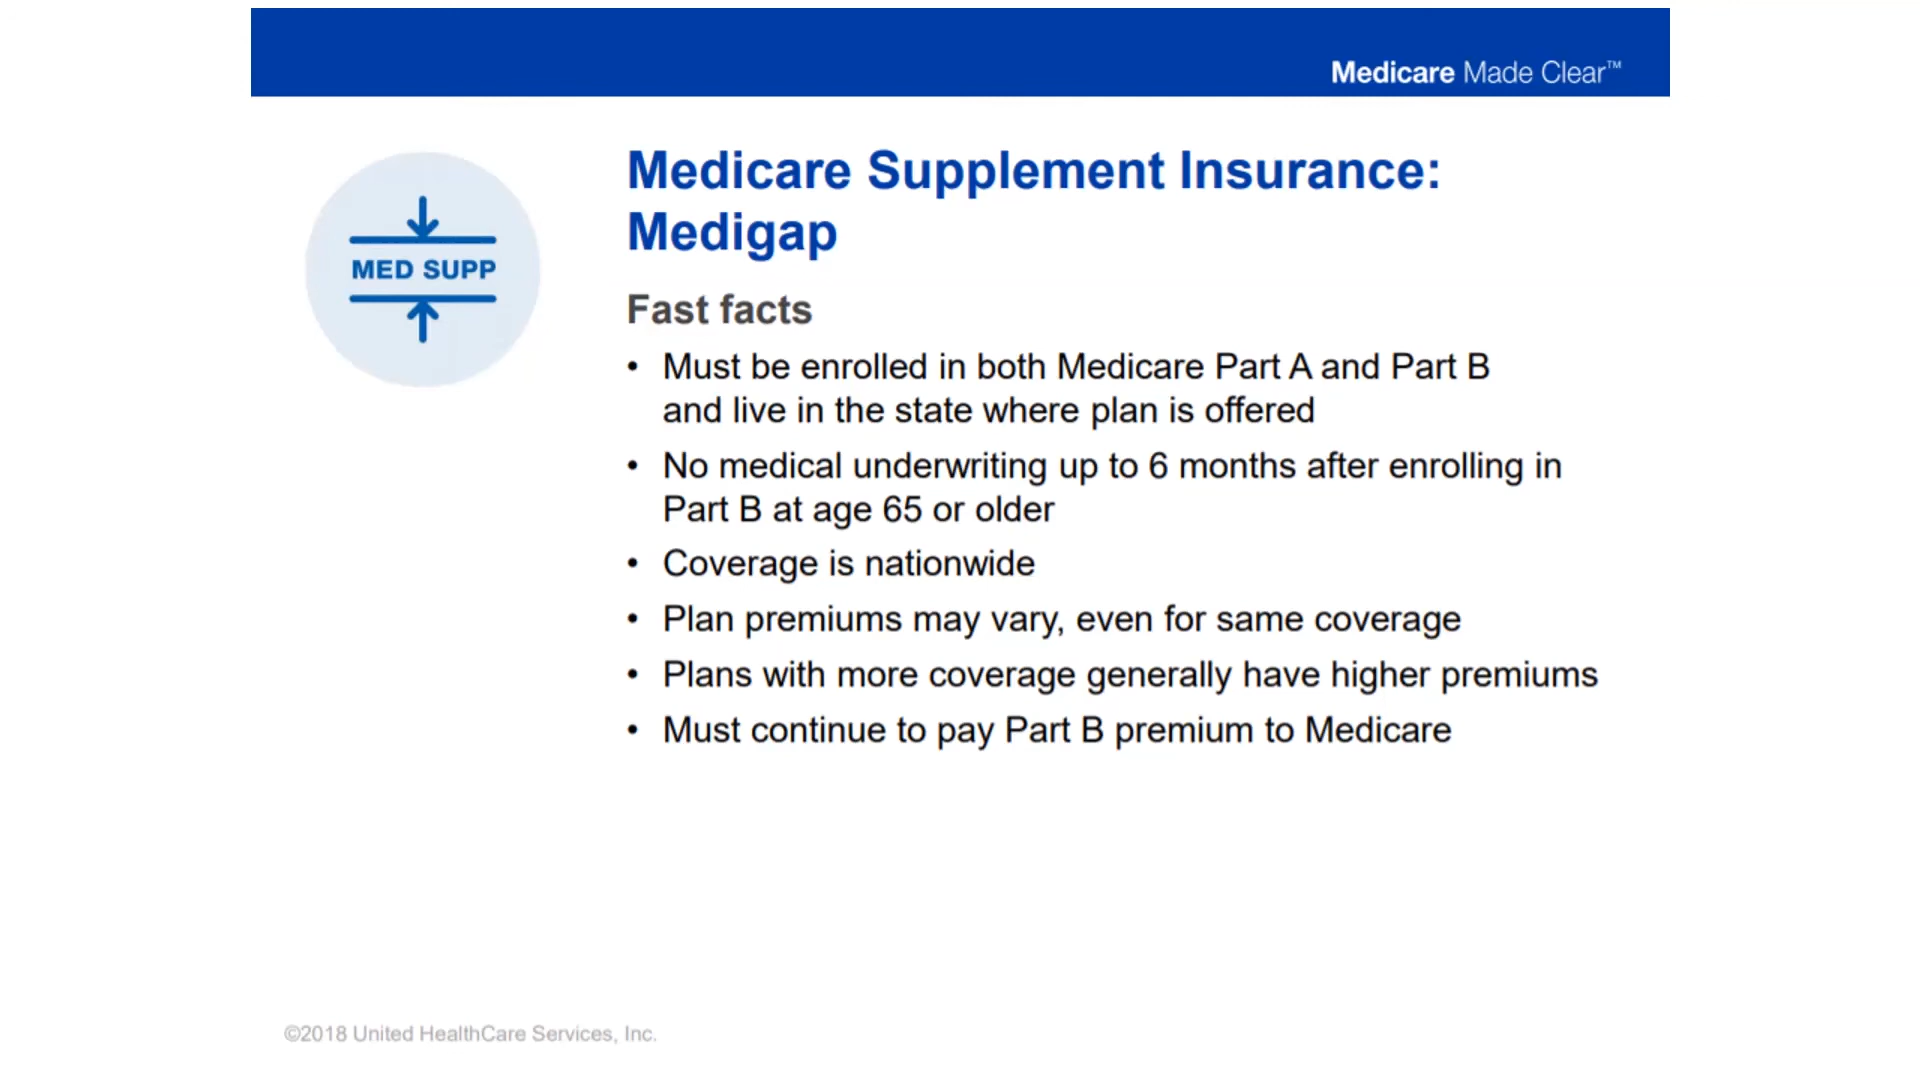 Medicare Made Clear™
MED SUPP
Medicare Supplement Insurance:
Medigap
Fast facts
• Must be enrolled in both Medicare Part A and Part B
and live in the state where plan is offered
• No medical underwriting up to 6 months after enrolling in
Part B at age 65 or older
• Coverage is nationwide
• Plan premiums may vary, even for same coverage
• Plans with more coverage generally have higher premiums
• Must continue to pay Part B premium to Medicare
©2018 United HealthCare Services, Inc.